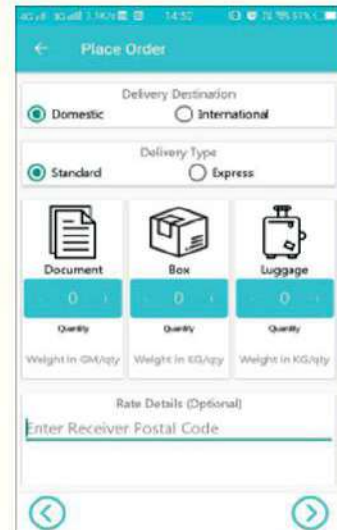 14:52
Place Order
Delivery Destination
Domestic International
Delivery Type
Standard Express
Document Box Luggage
- 0 + - 0 + - 0 +
Quantity Quantity Quantity
Weight in GM/qty Weight in KG/qty Weight in KG/qty
Rate Details (Optional)
Enter Receiver Postal Code